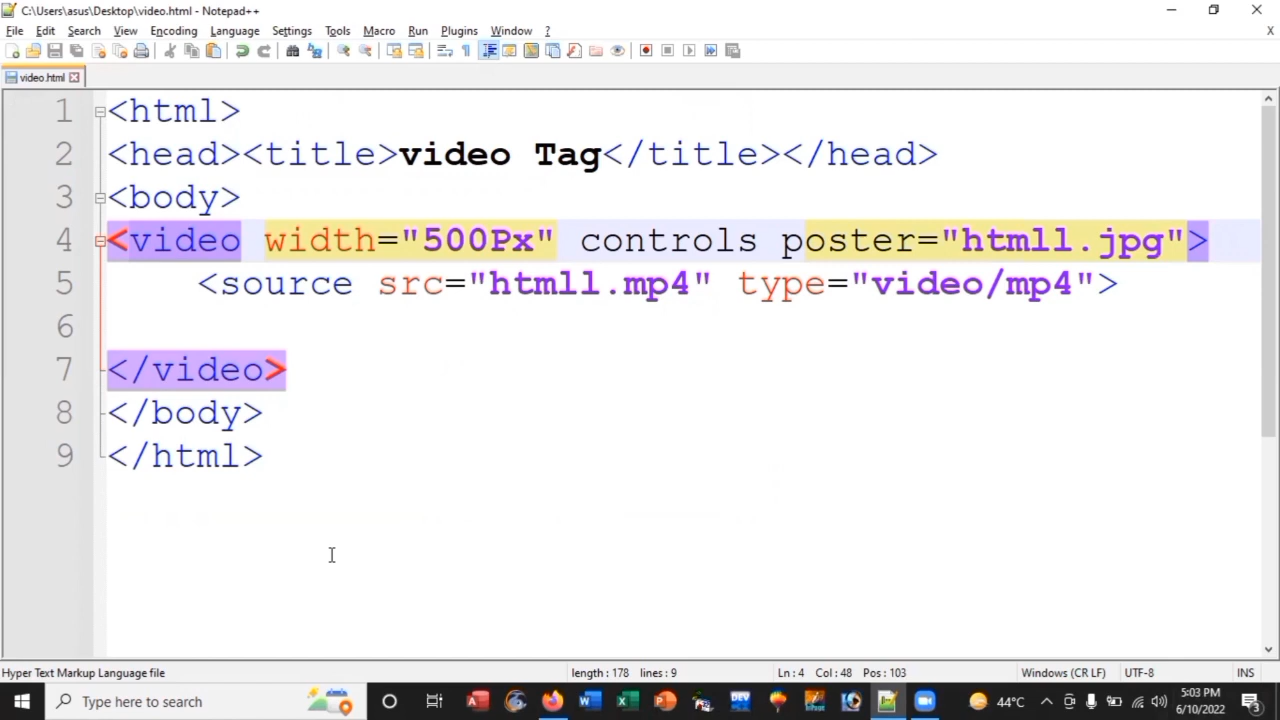 C:\Users\asus\Desktop\video.html - Notepad++
File Edit Search View Encoding Language Settings Tools Macro Run Plugins Window ? X
video.html
1 <html>
2 <head><title>video Tag</title></head>
3 <body>
4 <video width="500Px" controls poster="htmll.jpg">
5 <source src="htmll.mp4" type="video/mp4">
6
7 </video>
8 </body>
9 </html>
Hyper Text Markup Language file length : 178 lines : 9 Ln : 4 Col : 48 Pos : 103 Windows (CR LF) UTF-8 INS
Type here to search 44°C 5:03 PM
6/10/2022 3